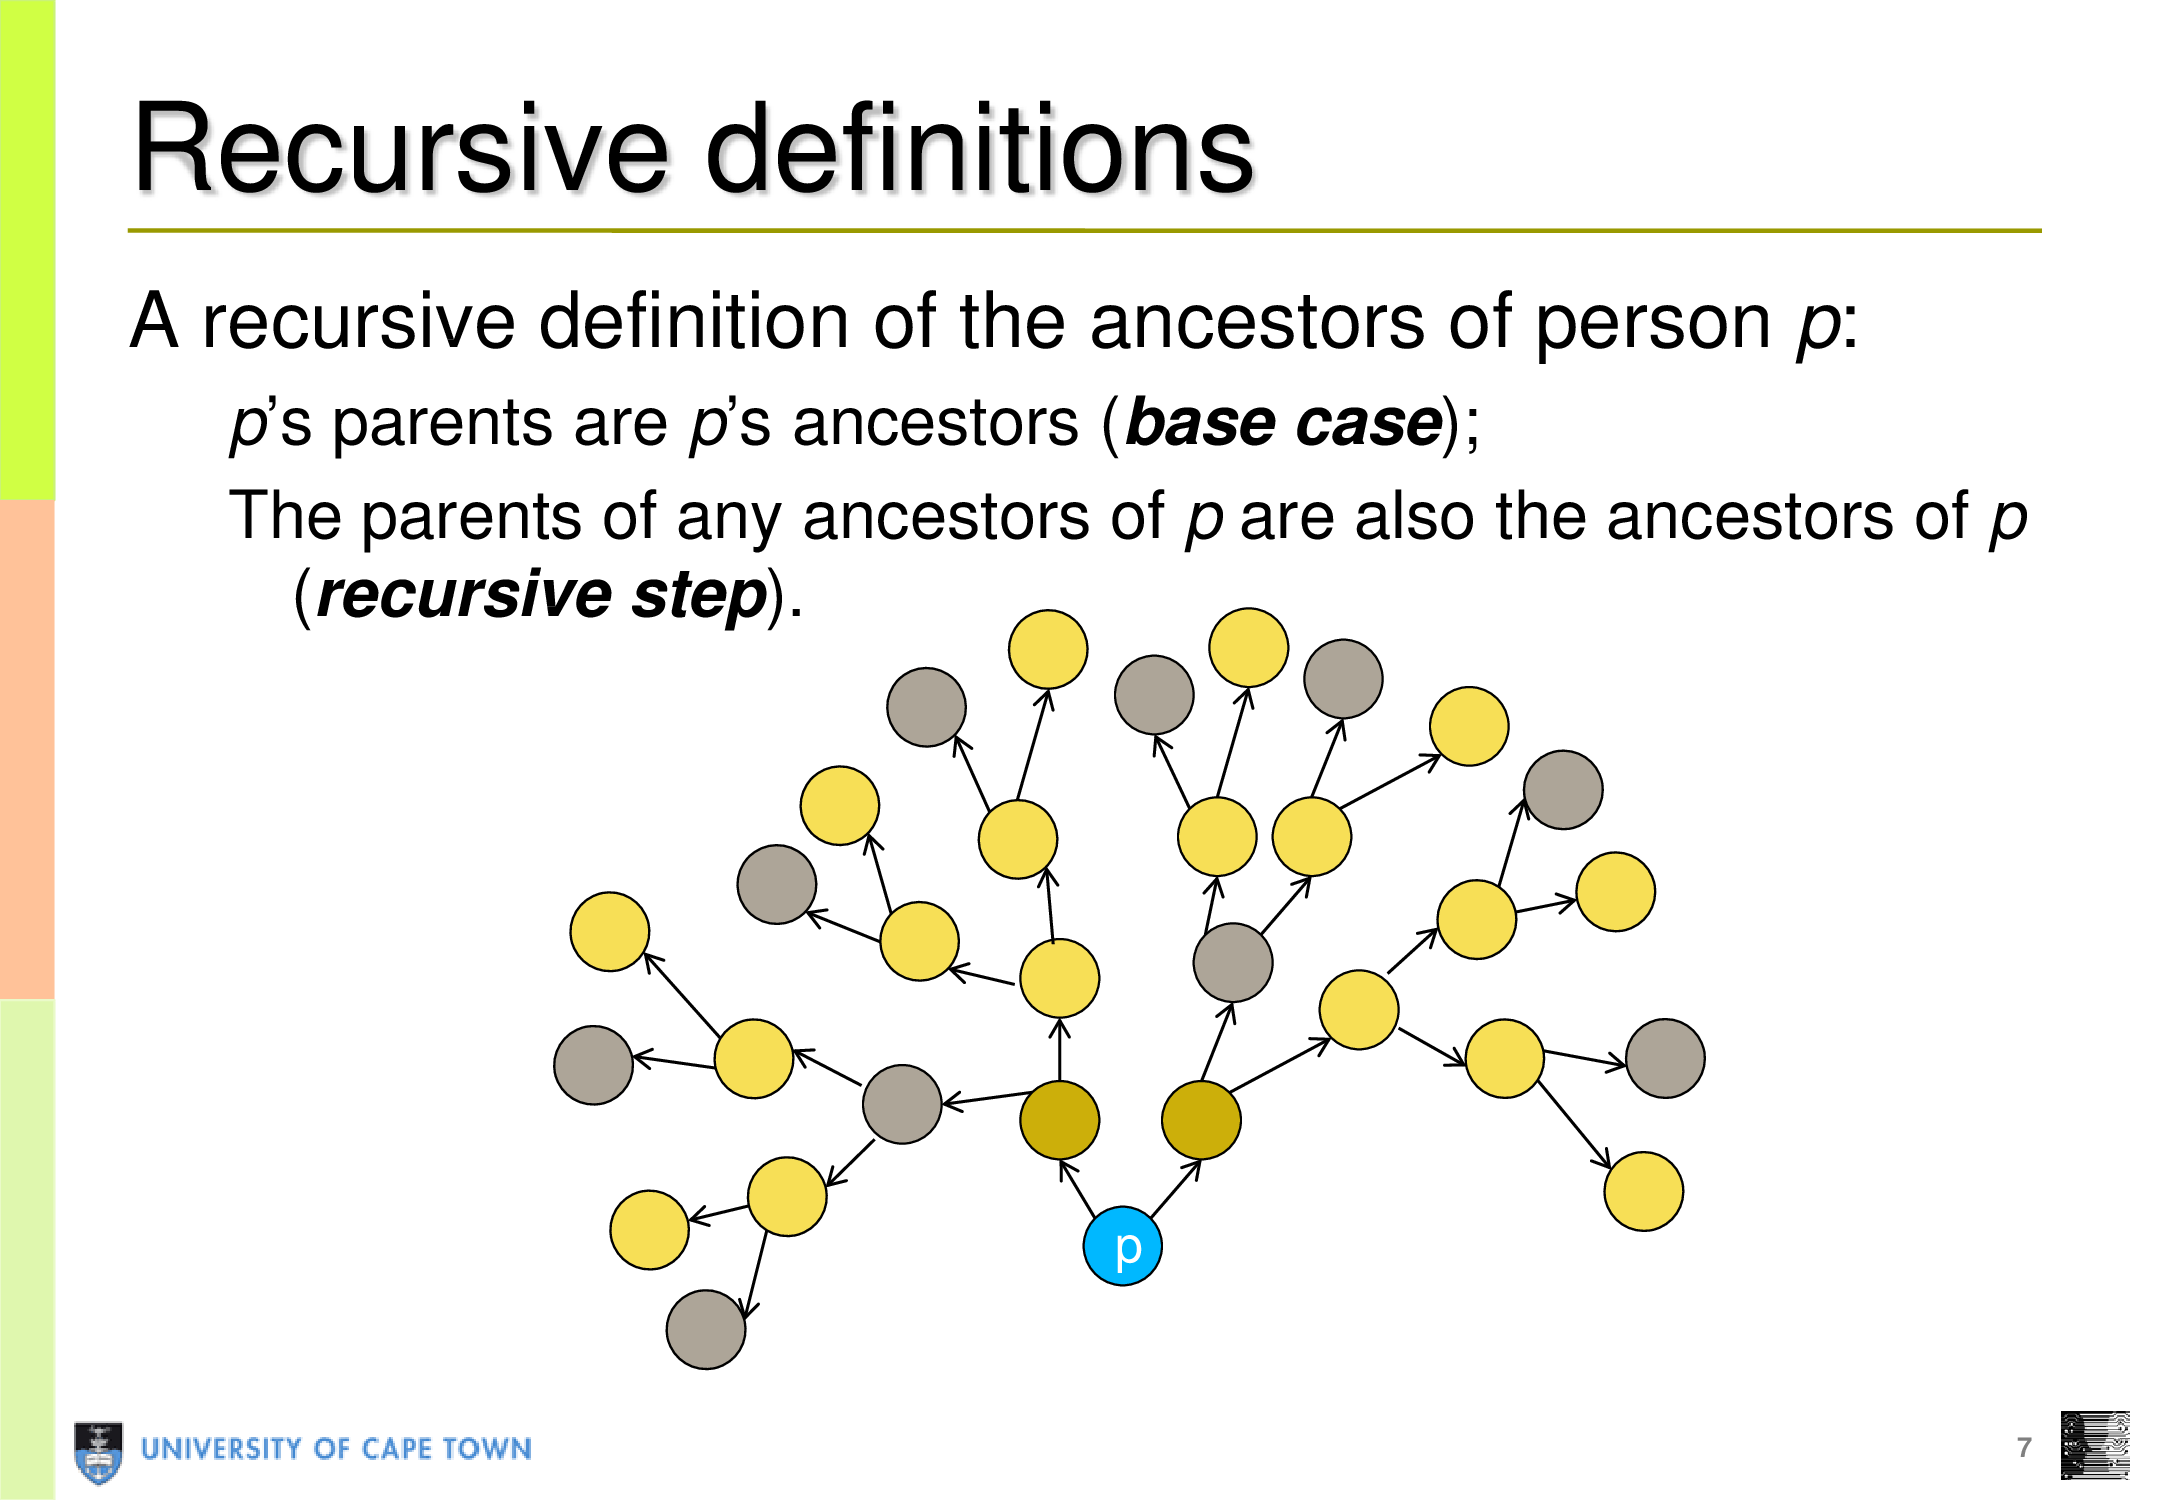 Recursive definitions
A recursive definition of the ancestors of person p:
p’s parents are p’s ancestors (base case);
The parents of any ancestors of p are also the ancestors of p
(recursive step).
p
UNIVERSITY OF CAPE TOWN
7